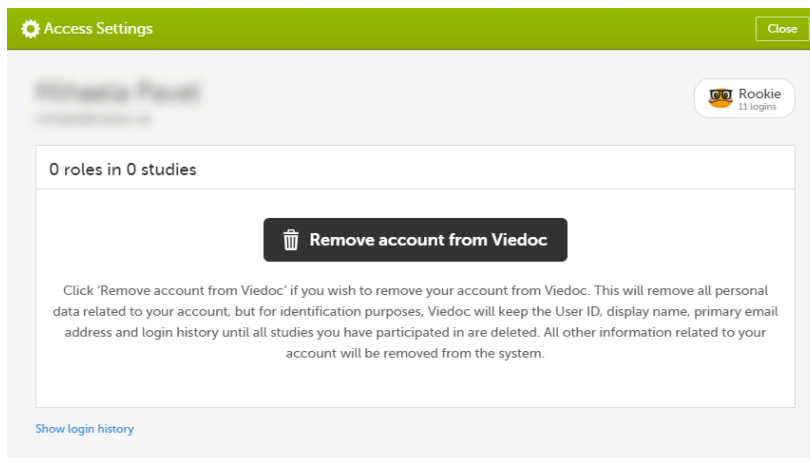 Access Settings
Close
Rookie
11 logins
0 roles in 0 studies
Remove account from Viedoc
Click ‘Remove account from Viedoc’ if you wish to remove your account from Viedoc. This will remove all personal
data related to your account, but for identification purposes, Viedoc will keep the User ID, display name, primary email
address and login history until all studies you have participated in are deleted. All other information related to your
account will be removed from the system.
Show login history